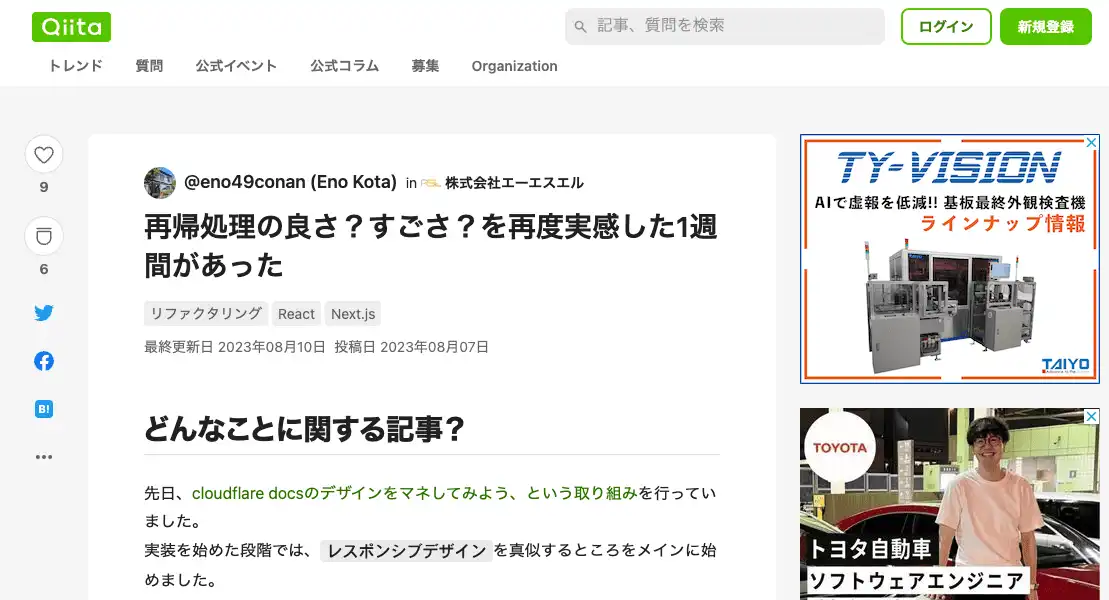 Qiita
記事、質問を検索
ログイン
新規登録
トレンド 質問 公式イベント 公式コラム 募集 Organization
9
6
B!
@eno49conan (Eno Kota) in ASL 株式会社エーエスエル
再帰処理の良さ？すごさ？を再度実感した1週
間があった
リファクタリング React Next.js
最終更新日 2023年08月10日 投稿日 2023年08月07日
どんなことに関する記事？
先日、cloudflare docsのデザインをマネしてみよう、という取り組みを行ってい
ました。
実装を始めた段階では、 レスポンシブデザイン を真似するところをメインに始
めました。
TY-VISION
AIで虚報を低減!! 基板最終外観検査機
ラインナップ情報
TAIYO
TOYOTA
トヨタ自動車
ソフトウェアエンジニア